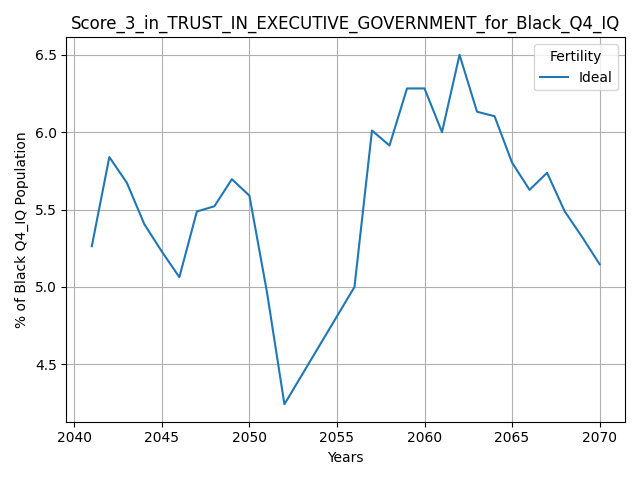 Score_3_in_TRUST_IN_EXECUTIVE_GOVERNMENT_for_Black_Q4_IQ
Fertility
Ideal
% of Black Q4_IQ Population
6.5
6.0
5.5
5.0
4.5
2040 2045 2050 2055 2060 2065 2070
Years